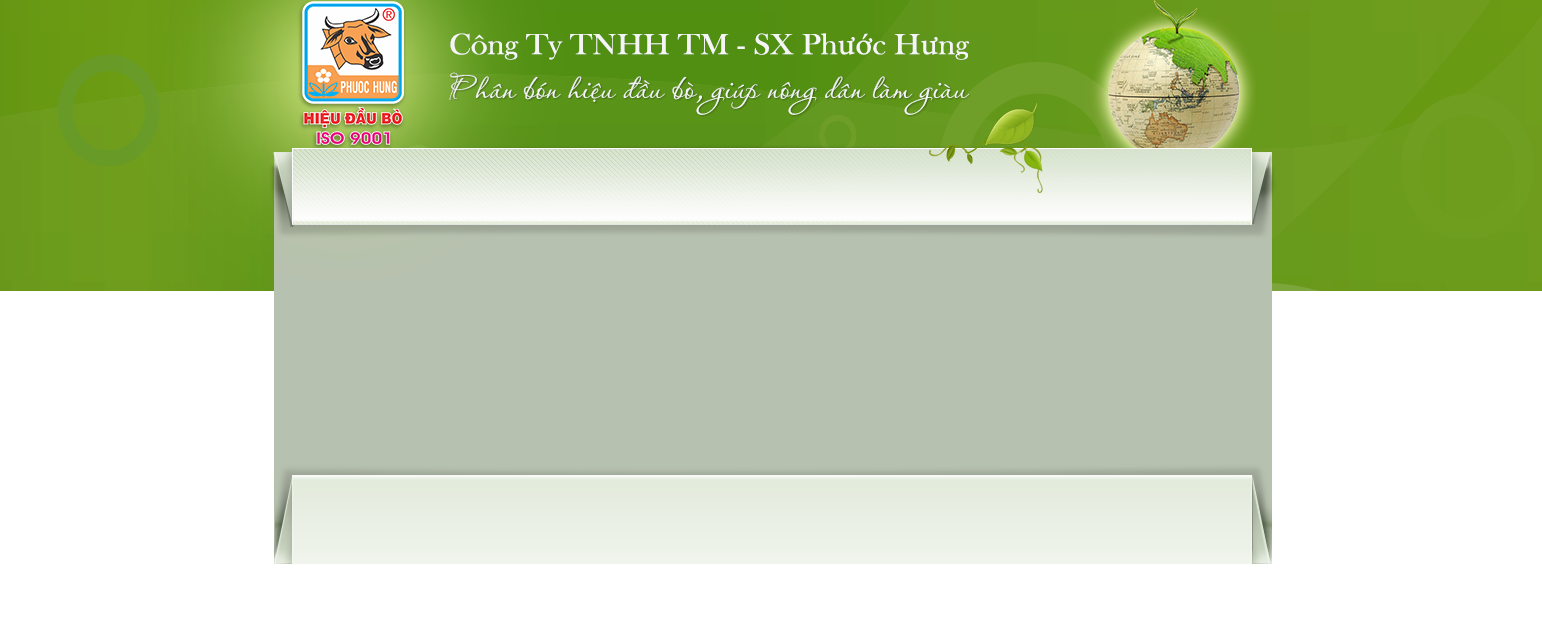 ®
PHUOC HUNG
HIỆU ĐẦU BÒ
ISO 9001
Công Ty TNHH TM - SX Phước Hưng
Phân bón hiệu đầu bò, giúp nông dân làm giàu